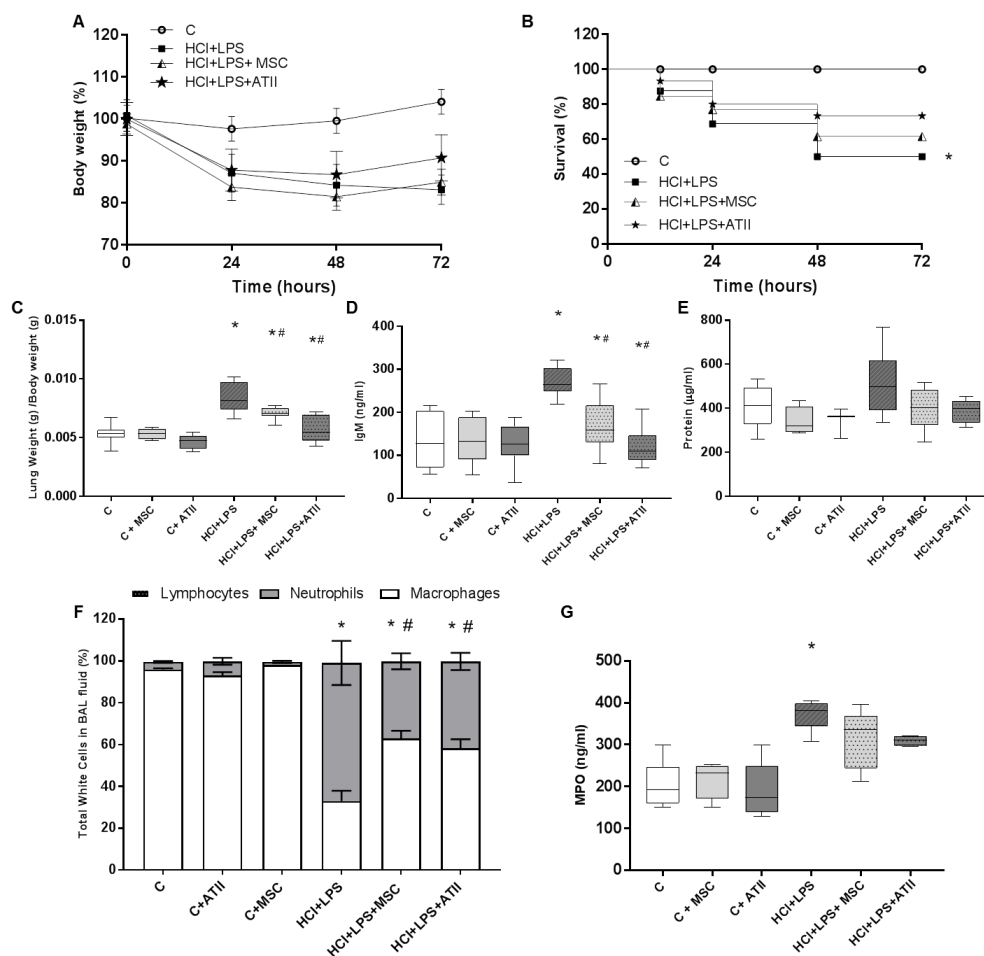 A
C
HCl+LPS
HCl+LPS+ MSC
HCl+LPS+ATII
Body weight (%)
120
110
100
90
80
70
0
24
48
72
Time (hours)
B
Survival (%)
120
100
80
60
40
20
0
C
HCl+LPS
HCl+LPS+MSC
HCl+LPS+ATII
*
0
24
48
72
Time (hours)
C
Lung Weight (g) /Body weight (g)
0.015
0.010
0.005
0.000
*
*#
*#
C
C + MSC
C+ ATII
HCl+LPS
HCl+LPS+ MSC
HCl+LPS+ATII
D
IgM (ng/ml)
400
300
200
100
0
*
*#
*#
C
C + MSC
C+ ATII
HCl+LPS
HCl+LPS+ MSC
HCl+LPS+ATII
E
Protein (µg/ml)
800
600
400
200
0
C
C + MSC
C+ ATII
HCl+LPS
HCl+LPS+ MSC
HCl+LPS+ATII
F
Lymphocytes
Neutrophils
Macrophages
Total White Cells in BAL fluid (%)
120
100
80
60
40
20
0
*
* #
* #
C
C+ATII
C+MSC
HCl+LPS
HCl+LPS+MSC
HCl+LPS+ATII
G
MPO (ng/ml)
500
400
300
200
100
0
*
C
C + MSC
C+ ATII
HCl+LPS
HCl+LPS+ MSC
HCl+LPS+ATII